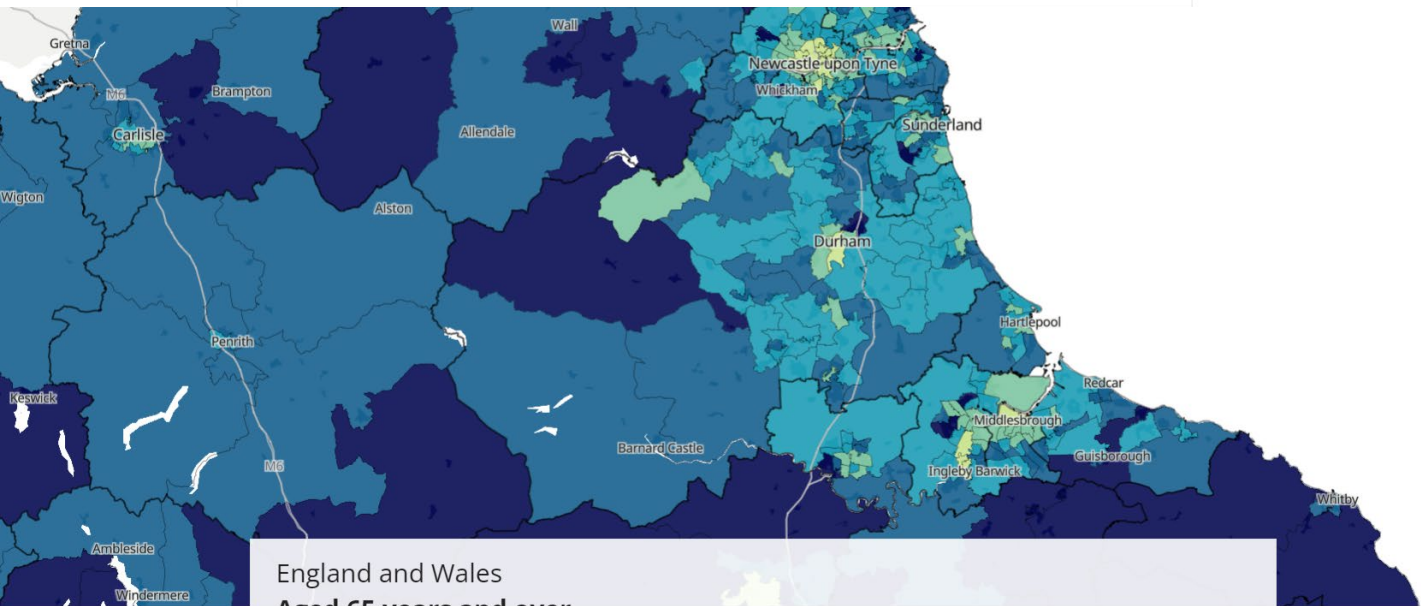 Wall
Gretna
Newcastle upon Tyne
M6
Brampton
Whickham
Carlisle
Allendale
Sunderland
Wigton
Alston
Durham
Hartlepool
Penrith
Redcar
Keswick
Middlesbrough
Barnard Castle
Guisborough
M6
Ingleby Barwick
Whitby
Ambleside
England and Wales
Windermere
Aged 65 years and over